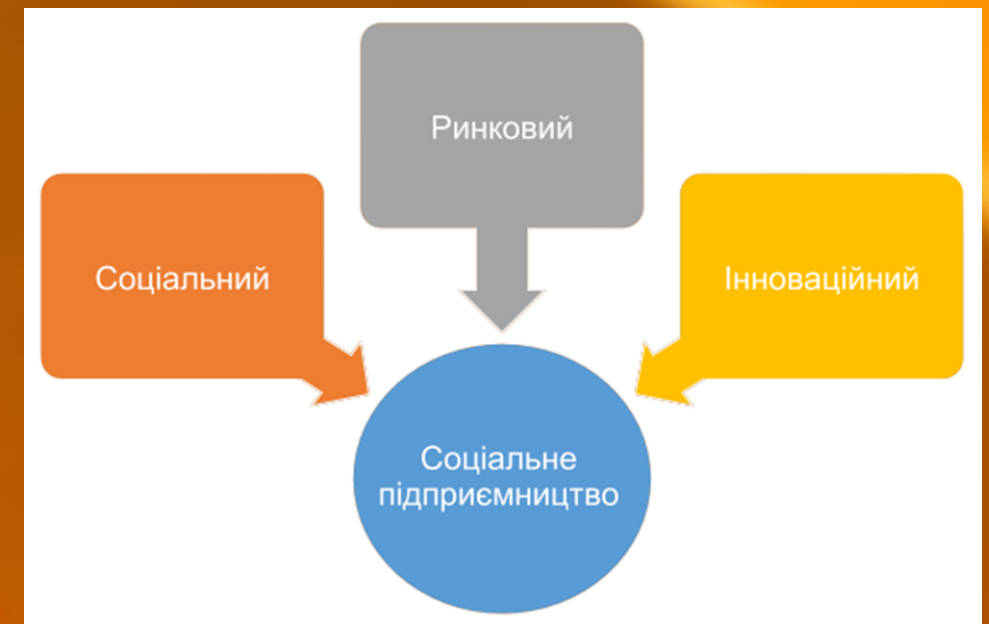 Ринковий
Соціальний
Інноваційний
Соціальне
підприємництво